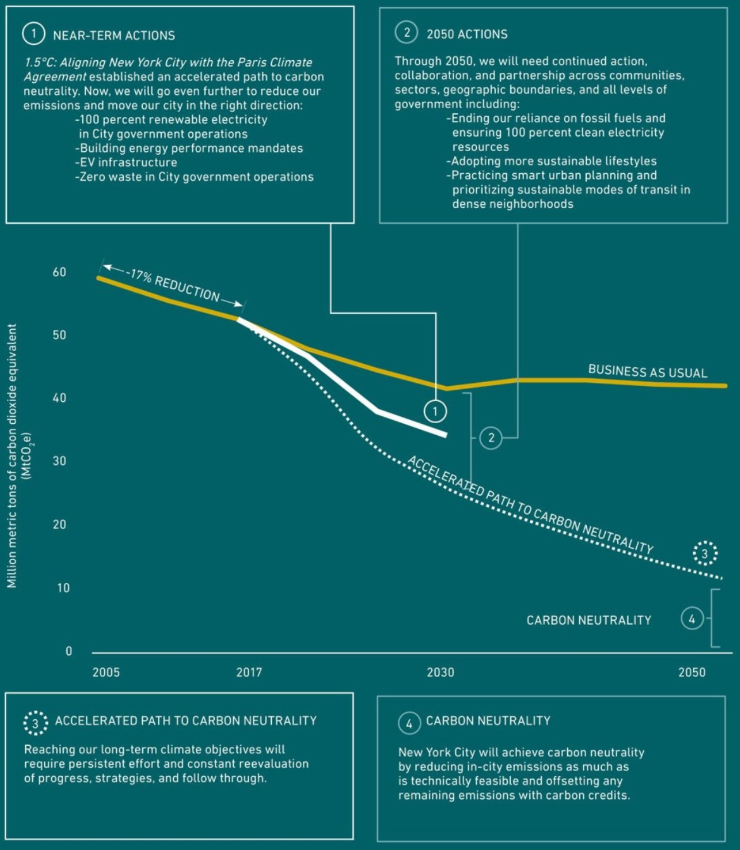 1 NEAR-TERM ACTIONS
1.5°C: Aligning New York City with the Paris Climate
Agreement established an accelerated path to carbon
neutrality. Now, we will go even further to reduce our
emissions and move our city in the right direction:
-100 percent renewable electricity
in City government operations
-Building energy performance mandates
-EV infrastructure
-Zero waste in City government operations
2 2050 ACTIONS
Through 2050, we will need continued action,
collaboration, and partnership across communities,
sectors, geographic boundaries, and all levels of
government including:
-Ending our reliance on fossil fuels and
ensuring 100 percent clean electricity
resources
-Adopting more sustainable lifestyles
-Practicing smart urban planning and
prioritizing sustainable modes of transit in
dense neighborhoods
Million metric tons of carbon dioxide equivalent
(MtCO₂e)
60
50
40
30
20
10
0
-17% REDUCTION
BUSINESS AS USUAL
1
2
ACCELERATED PATH TO CARBON NEUTRALITY
3
CARBON NEUTRALITY 4
2005 2017 2030 2050
3 ACCELERATED PATH TO CARBON NEUTRALITY
Reaching our long-term climate objectives will
require persistent effort and constant reevaluation
of progress, strategies, and follow through.
4 CARBON NEUTRALITY
New York City will achieve carbon neutrality
by reducing in-city emissions as much as
is technically feasible and offsetting any
remaining emissions with carbon credits.